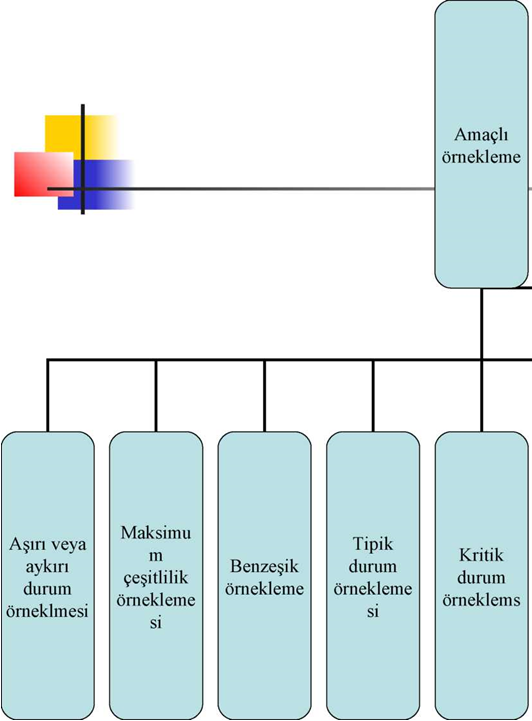 Amaçlı
örnekleme
Aşırı veya
aykırı
durum
örneklmesi
Maksimu
m
çeşitlilik
örnekleme
si
Benzeşik
örnekleme
Tipik
durum
örnekleme
si
Kritik
durum
örneklems